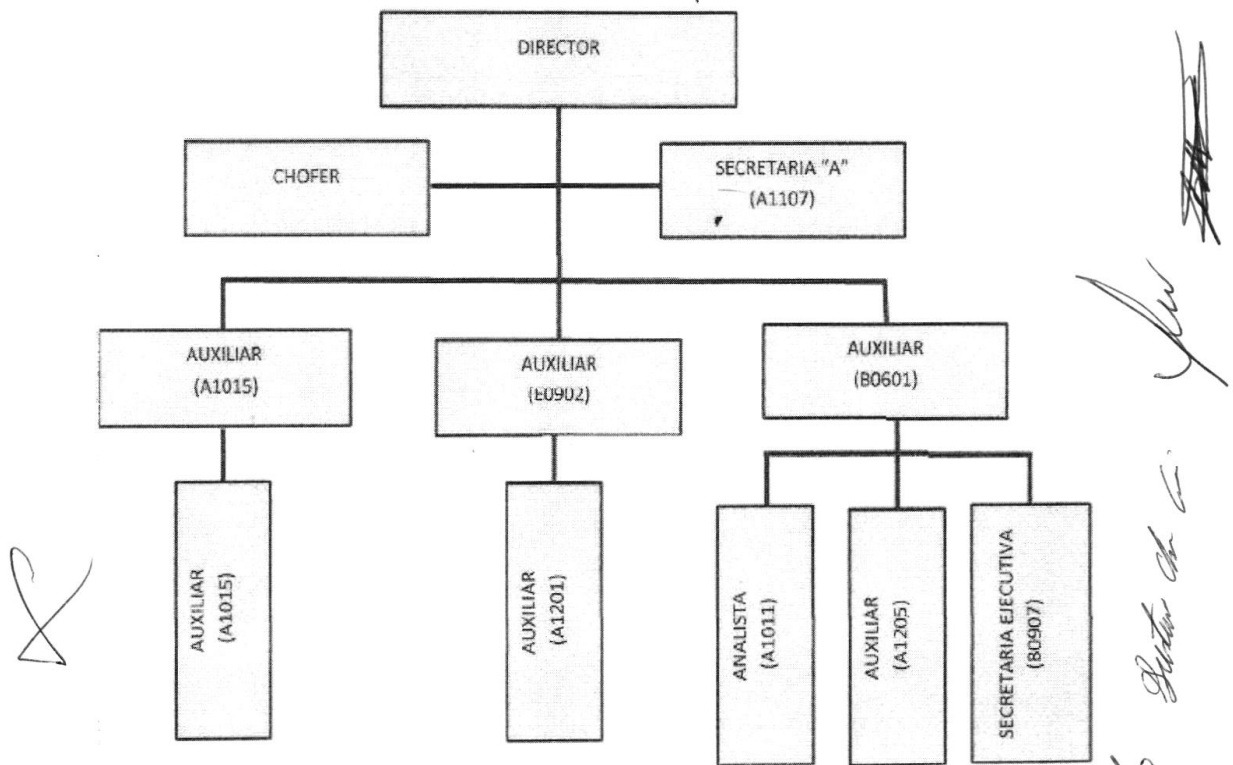 DIRECTOR
CHOFER
SECRETARIA "A"
(A1107)
AUXILIAR
(A1015)
AUXILIAR
(E0902)
AUXILIAR
(B0601)
AUXILIAR
(A1015)
AUXILIAR
(A1201)
ANALISTA
(A1011)
AUXILIAR
(A1205)
SECRETARIA EJECUTIVA
(B0907)